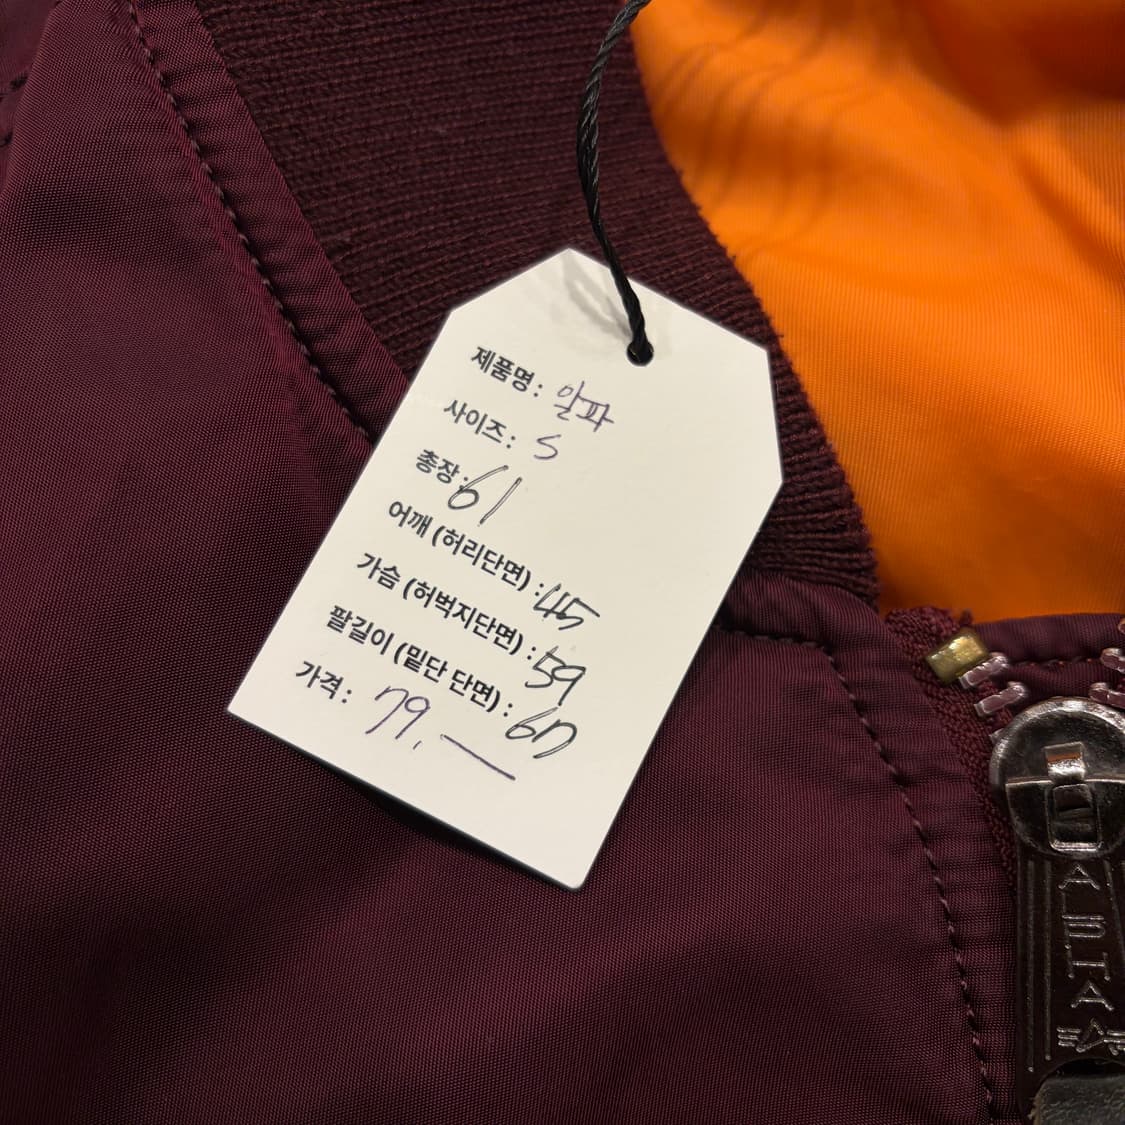 제품명 : 알파
사이즈 : S
총장 : 61
어깨 (허리단면) : 45
가슴 (허벅지단면) : 59
팔길이 (밑단 단면) : 67
가격 : 79.—
ALPHA